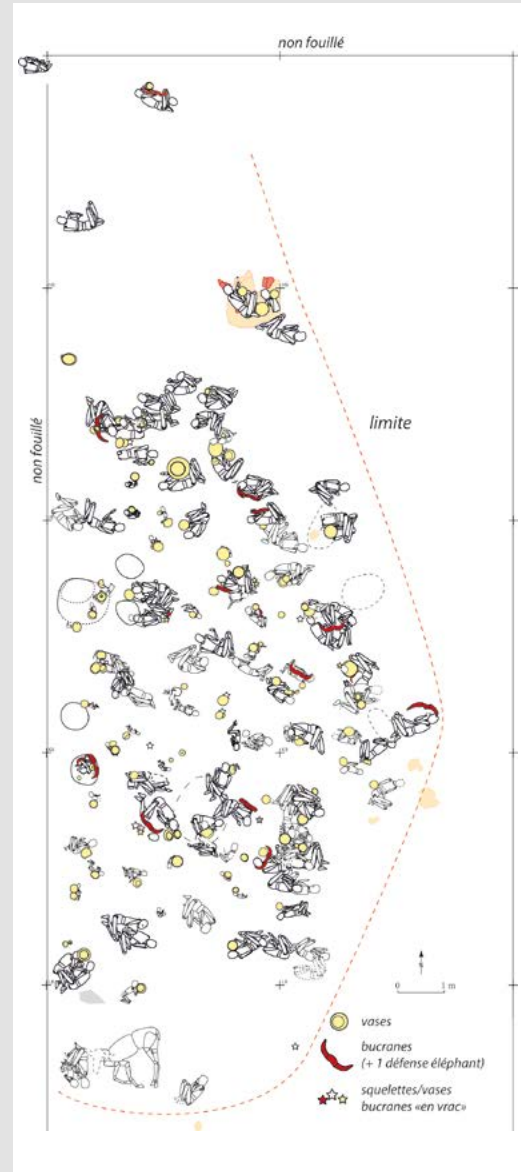 non fouillé
non fouillé
limite
N
0 1 m
vases
bucranes
(+ 1 défense éléphant)
squelettes/vases
bucranes «en vrac»